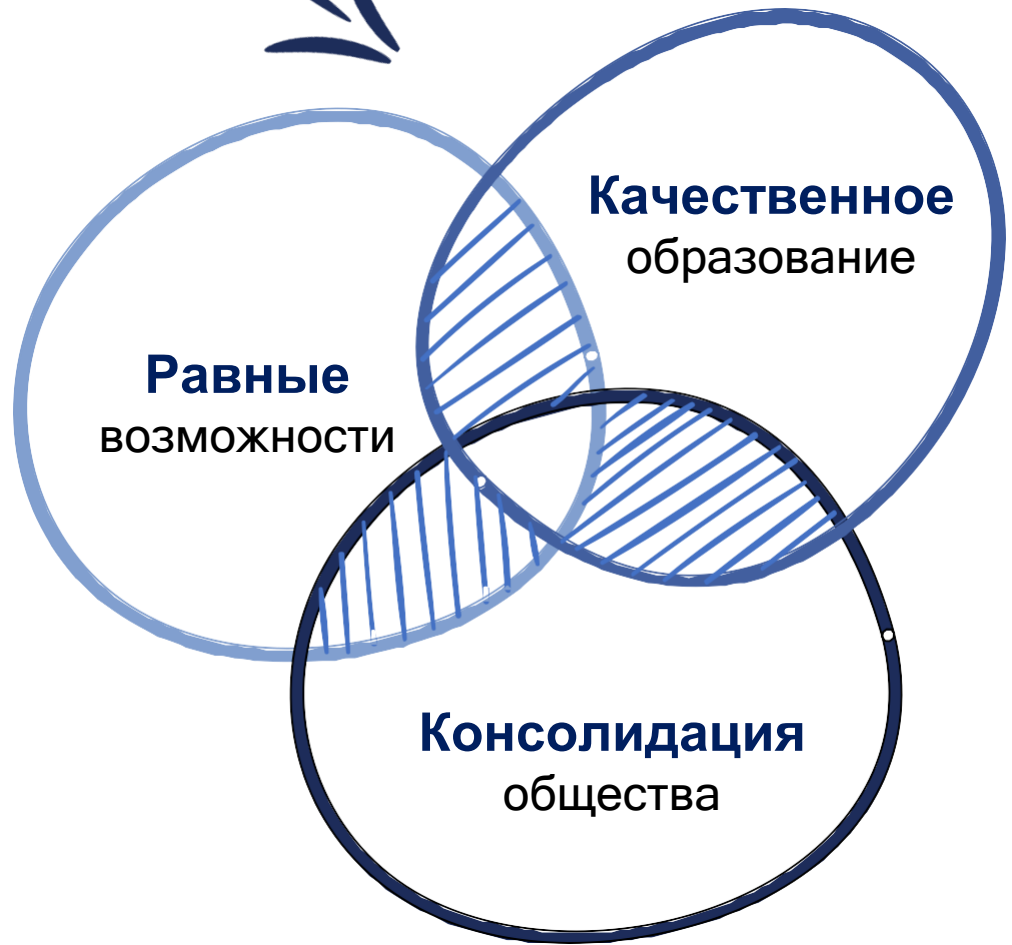 Качественное
образование
Равные
возможности
Консолидация
общества